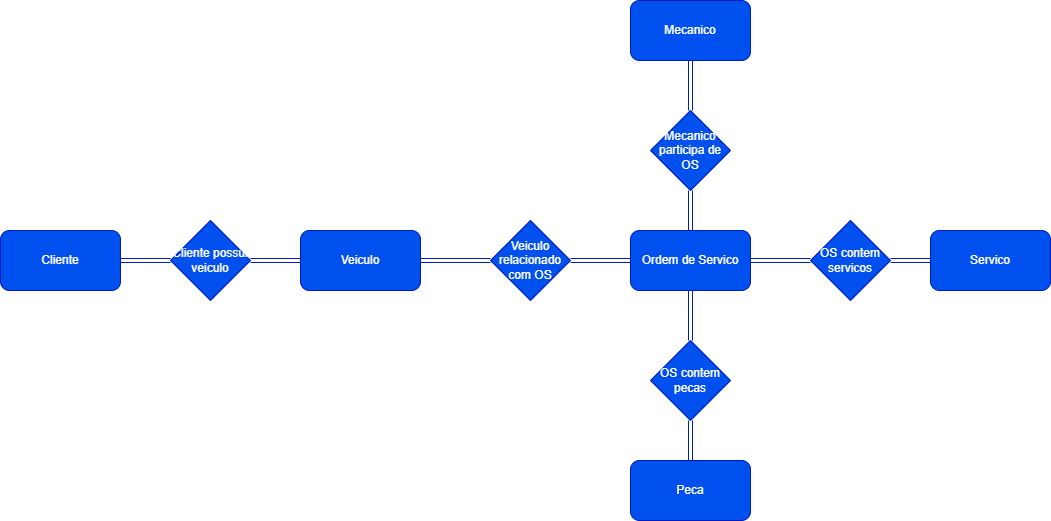 Mecanico
Mecanico
participa de
OS
Cliente
Cliente possui
veiculo
Veiculo
Veiculo
relacionado
com OS
Ordem de Servico
OS contem
servicos
Servico
OS contem
pecas
Peca